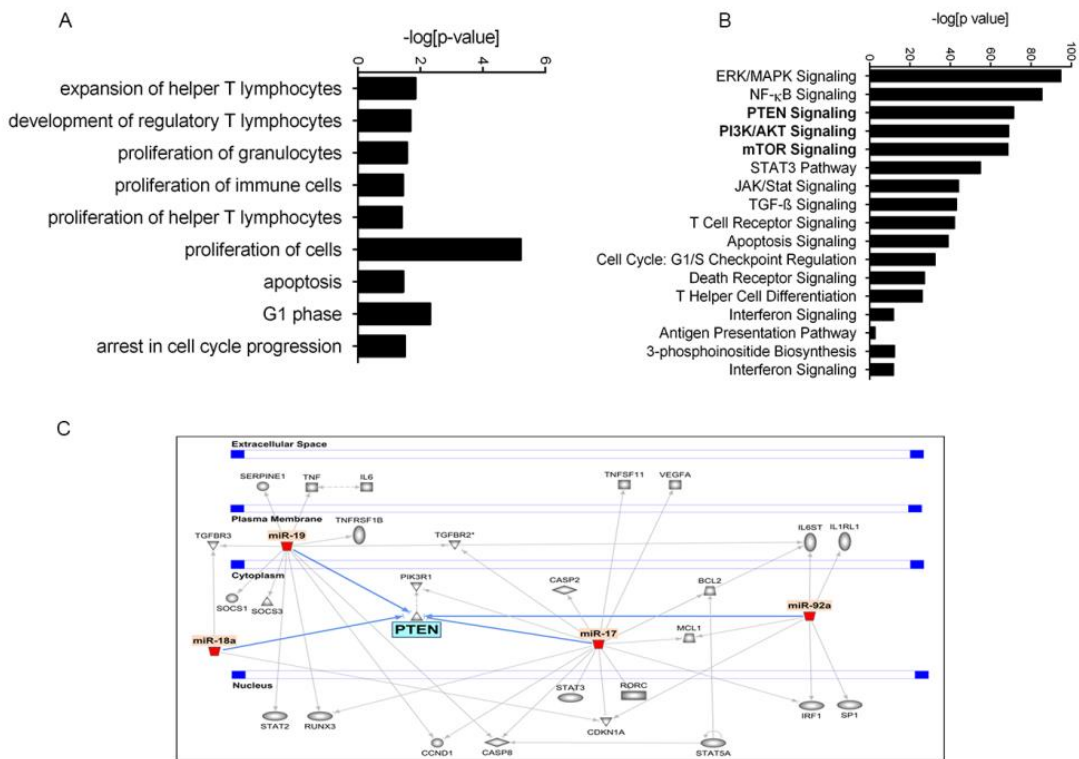 A
-log[p-value]
0 2 4 6
expansion of helper T lymphocytes
development of regulatory T lymphocytes
proliferation of granulocytes
proliferation of immune cells
proliferation of helper T lymphocytes
proliferation of cells
apoptosis
G1 phase
arrest in cell cycle progression
B
-log[p value]
0 20 40 60 80 100
ERK/MAPK Signaling
NF-κB Signaling
PTEN Signaling
PI3K/AKT Signaling
mTOR Signaling
STAT3 Pathway
JAK/Stat Signaling
TGF-ß Signaling
T Cell Receptor Signaling
Apoptosis Signaling
Cell Cycle: G1/S Checkpoint Regulation
Death Receptor Signaling
T Helper Cell Differentiation
Interferon Signaling
Antigen Presentation Pathway
3-phosphoinositide Biosynthesis
Interferon Signaling
C
Extracellular Space
SERPINE1 TNF IL6 TNFSF11 VEGFA
Plasma Membrane
TGFBR3 miR-19 TNFRSF1B TGFBR2* IL6ST IL1RL1
Cytoplasm
PIK3R1 CASP2 BCL2
SOCS1 SOCS3 miR-92a
PTEN
miR-18a miR-17 MCL1
Nucleus
STAT3 RORC
STAT2 RUNX3 CDKN1A IRF1 SP1
CCND1 CASP8 STAT5A